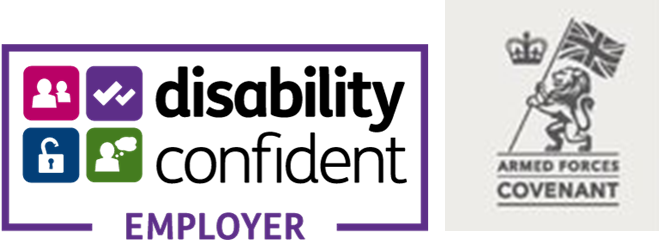 disability
confident
EMPLOYER
ARMED FORCES
COVENANT